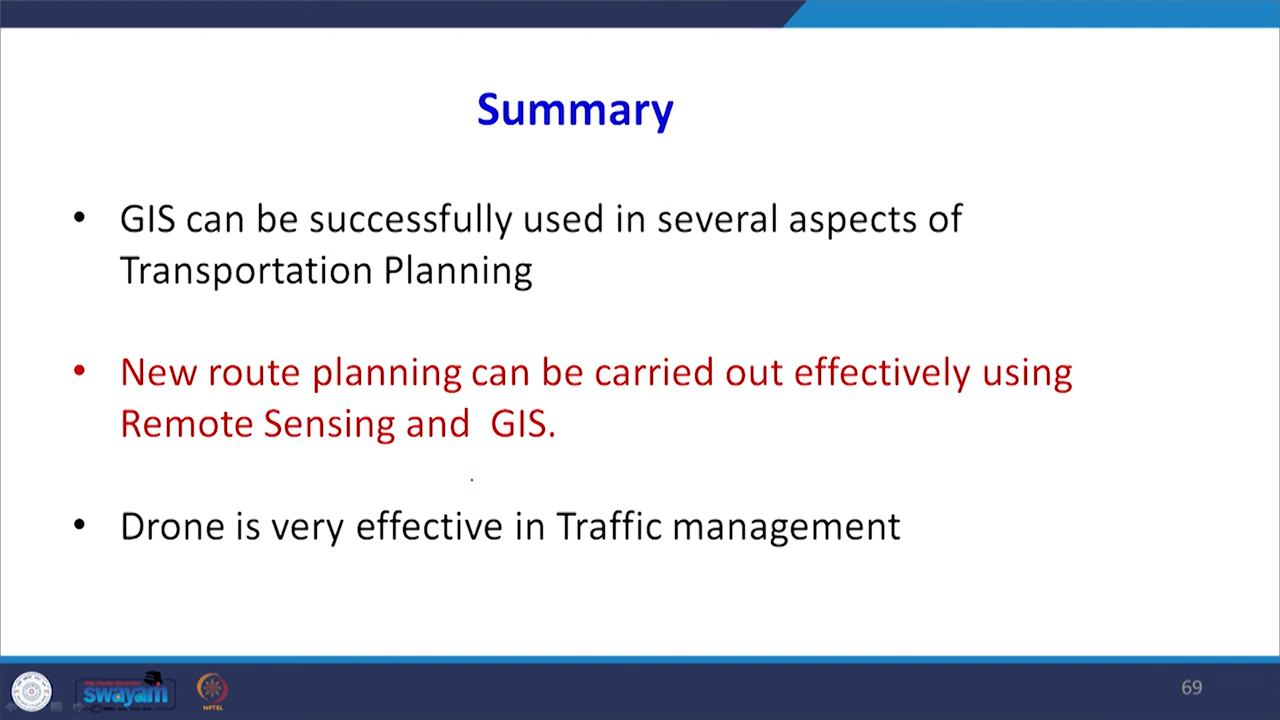 Summary
• GIS can be successfully used in several aspects of
Transportation Planning
• New route planning can be carried out effectively using
Remote Sensing and GIS.
• Drone is very effective in Traffic management
swayam
NPTEL
69